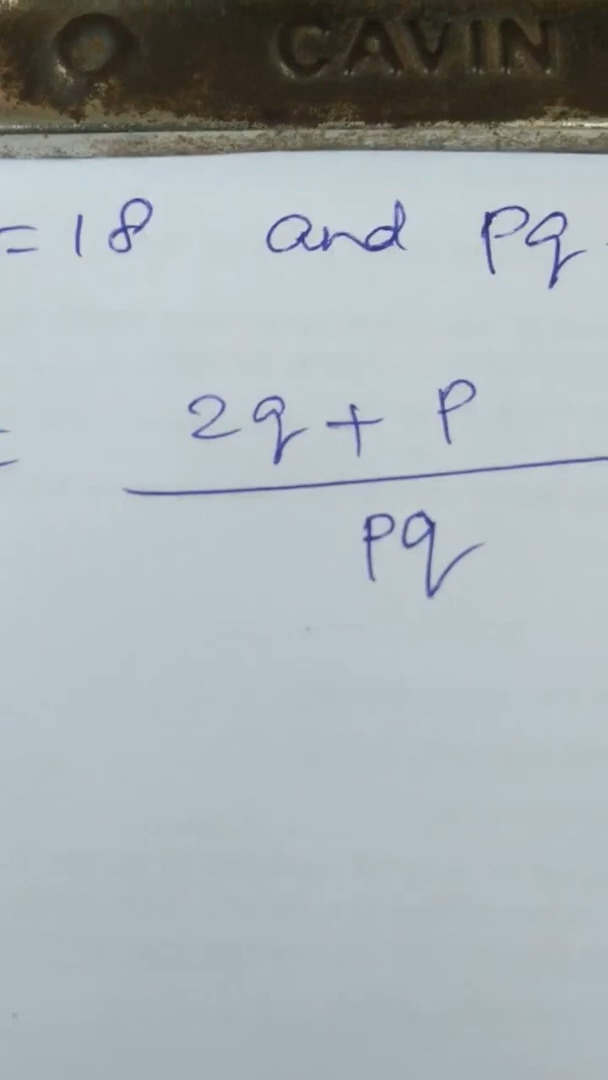 CAVIN
= 18 and pq
= 2q + p
pq